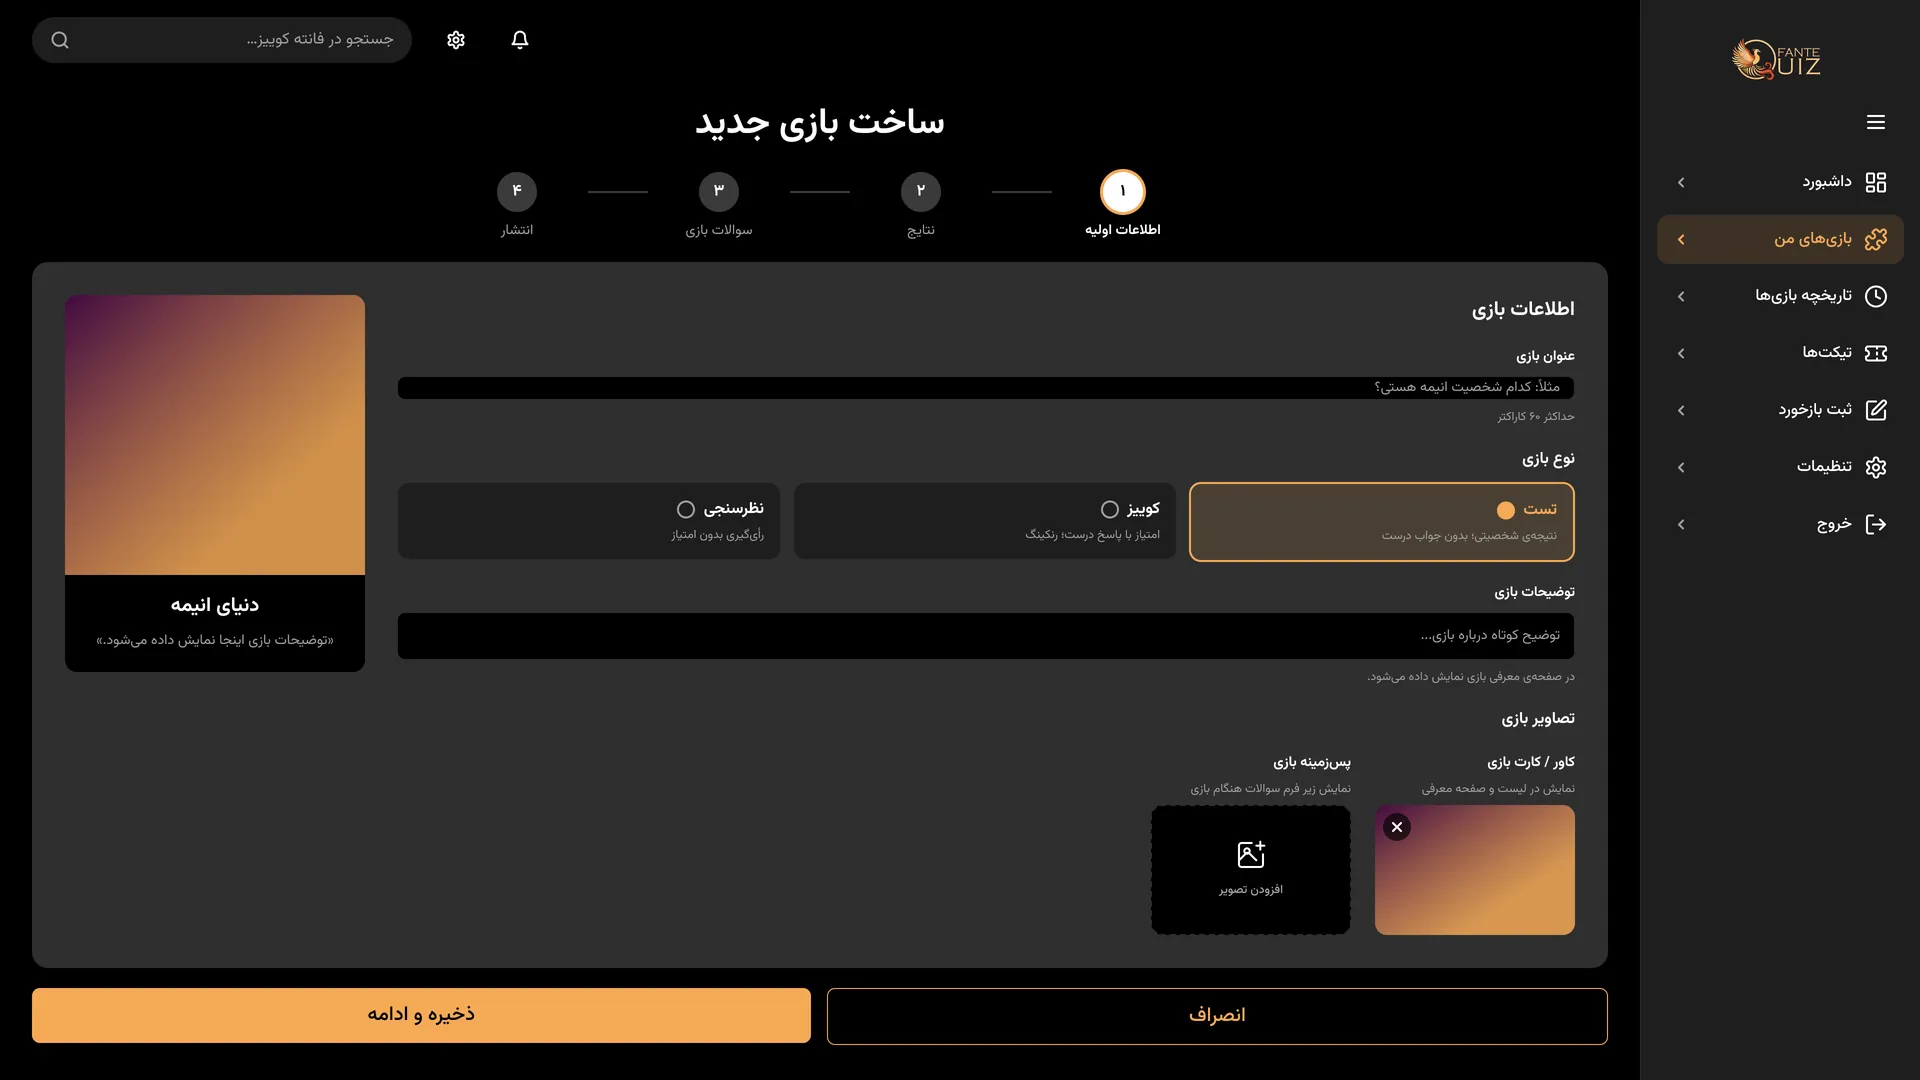 FANTE
QUIZ
داشبورد
بازی‌های من
تاریخچه بازی‌ها
تیکت‌ها
ثبت بازخورد
تنظیمات
خروج
جستجو در فانته کوییز...
ساخت بازی جدید
۱
اطلاعات اولیه
۲
نتایج
۳
سوالات بازی
۴
انتشار
اطلاعات بازی
عنوان بازی
مثلاً: کدام شخصیت انیمه هستی؟
حداکثر ۶۰ کاراکتر
نوع بازی
تست
نتیجه‌ی شخصیتی؛ بدون جواب درست
کوییز
امتیاز با پاسخ درست؛ رنکینگ
نظرسنجی
رأی‌گیری بدون امتیاز
توضیحات بازی
توضیح کوتاه درباره بازی...
در صفحه‌ی معرفی بازی نمایش داده می‌شود.
تصاویر بازی
کاور / کارت بازی
نمایش در لیست و صفحه معرفی
پس‌زمینه بازی
نمایش زیر فرم سوالات هنگام بازی
افزودن تصویر
دنیای انیمه
«توضیحات بازی اینجا نمایش داده می‌شود.»
انصراف
ذخیره و ادامه